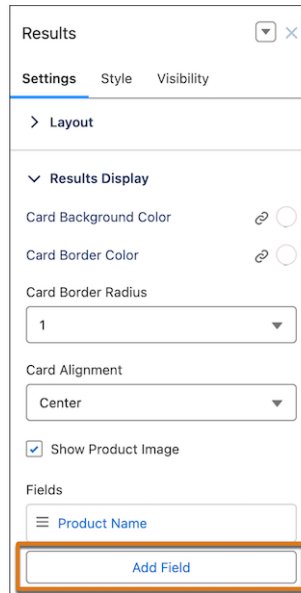 Results
Settings Style Visibility
Layout
Results Display
Card Background Color
Card Border Color
Card Border Radius
1
Card Alignment
Center
Show Product Image
Fields
Product Name
Add Field